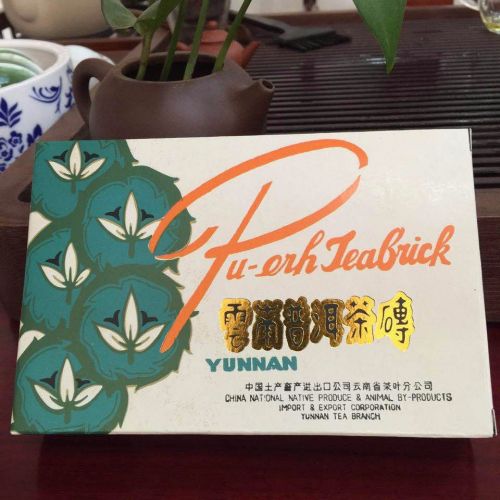 Pu-erh Teabrick
雲南普洱茶磚
YUNNAN
中国土产畜产进出口公司云南省茶叶分公司
CHINA NATIONAL NATIVE PRODUCE & ANIMAL BY-PRODUCTS
IMPORT & EXPORT CORPORATION
YUNNAN TEA BRANCH